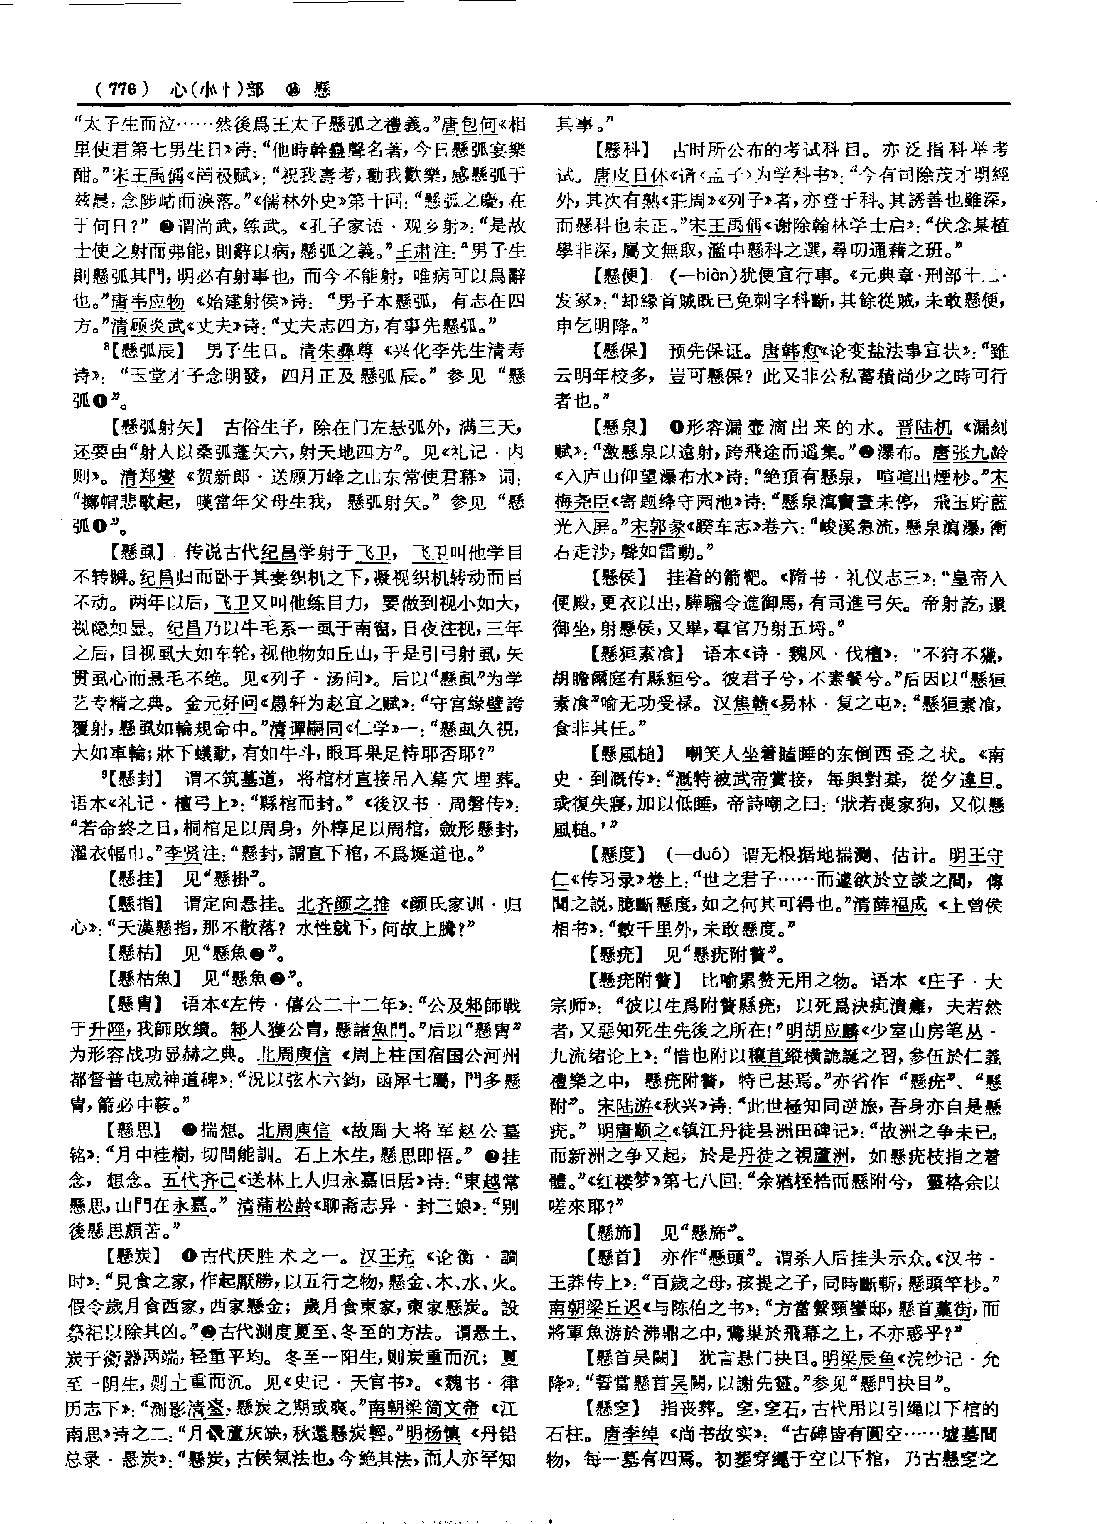 （776） 心(小忄)部 ⑯ 懸
“太子生而泣……然後爲王太子懸弧之禮義。”唐包何《相
里使君第七男生日》诗：“他時幹蠱聲名著，今日懸弧宴樂
酣。”宋王禹偁《 賦》：“祝我壽考，勸我歡樂，感懸弧于
兹晨，念陟岵而淚落。”《儒林外史》第十回：“懸弧之慶，在
于何日？”❷谓尚武，练武。《孔子家语·观乡射》：“是故
士使之射而弗能，則辭以病，懸弧之義。”王肃注：“男子生
則懸弧其門，明必有射事也，而今不能射，唯病可以爲辭
也。”唐韦应物《始建射侯》诗：“男子本懸弧，有志在四
方。”清顾炎武《丈夫》诗：“丈夫志四方，有事先懸弧。”
⁸【懸弧辰】 男子生日。清朱彝尊《兴化李先生清寿
诗》：“玉堂才子念明發，四月正及懸弧辰。”参见“懸
弧❶”。
【懸弧射矢】 古俗生子，除在门左悬弧外，满三天，
还要由“射人以桑弧蓬矢六，射天地四方”。见《礼记·内
则》。清郑燮《贺新郎·送顾万峰之山东常使君幕》词：
“擲帽悲歌起，嘆當年父母生我，懸弧射矢。”参见“懸
弧❶”。
【懸虱】 传说古代纪昌学射于飞卫，飞卫叫他学目
不转瞬。纪昌归而卧于其妻织机之下，凝视织机转动而目
不动。两年以后，飞卫又叫他练目力，要做到视小如大，
视隐如显。纪昌乃以牛毛系一虱于南窗，日夜注视，三年
之后，目视虱大如车轮，视他物如丘山，于是引弓射虱，矢
贯虱心而悬毛不绝。见《列子·汤问》。后以“懸虱”为学
艺专精之典。金元好问《愚轩为赵宜之赋》：“守宫缘壁誇
覆射，懸虱如輪規命中。”清谭嗣同《仁学》一：“懸虱久視，
大如車輪；牀下蟻動，有如牛斗，眼耳果足恃耶否耶？”
⁹【懸封】 谓不筑墓道，将棺材直接吊入墓穴埋葬。
语本《礼记·檀弓上》：“縣棺而封。”《後汉书·周磐传》：
“若命终之日，桐棺足以周身，外椁足以周棺，斂形懸封，
濯衣幅巾。”李贤注：“懸封，謂直下棺，不爲埏道也。”
【懸挂】 见“懸掛”。
【懸指】 谓定向悬挂。北齐颜之推《颜氏家训·归
心》：“天漢懸指，那不散落？水性就下，何故上騰？”
【懸枯】 见“懸魚❷”。
【懸枯魚】 见“懸魚❷”。
【懸冑】 语本《左传·僖公二十二年》：“公及邾師戰
于升陘，我師敗績。邾人獲公冑，懸諸魚門。”后以“懸冑”
为形容战功显赫之典。北周庾信《周上柱国宿国公河州
都督普屯威神道碑》：“況以弦木六鈞，函犀七屬，門多懸
冑，箭必中鞍。”
【懸思】 ❶揣想。北周庾信《故周大将军赵公墓
铭》：“月中桂樹，切問能訓。石上木生，懸思即悟。”❷挂
念，想念。五代齐己《送林上人归永嘉旧居》诗：“東越常
懸思，山門在永嘉。”清蒲松龄《聊斋志异·封三娘》：“别
後懸思頗苦。”
【懸炭】 ❶古代厌胜术之一。汉王充《论衡·𧬰
时》：“見食之家，作起厭勝，以五行之物，懸金、木、水、火。
假令歲月食西家，西家懸金；歲月食東家，東家懸炭。設
祭祀以除其凶。”❷古代测度夏至、冬至的方法。谓悬土、
炭于衡器两端，轻重平均。冬至一阳生，则炭重而沉；夏
至一阴生，则土重而沉。见《史记·天官书》。《魏书·律
历志下》：“測影清臺，懸炭之期或爽。”南朝梁简文帝《江
南思》诗之二：“月暈蘆灰缺，秋還懸炭輕。”明杨慎《丹铅
总录·悬炭》：“懸炭，古候氣法也，今絶其法，而人亦罕知
其事。”
【懸科】 古时所公布的考试科目。亦泛指科举考
试。唐皮日休《请〈孟子〉为学科书》：“今有司除茂才明經
外，其次有熟《莊周》《列子》書者，亦登于科。其誘善也雖深，
而懸科也未正。”宋王禹偁《谢除翰林学士启》：“伏念某植
學非深，屬文無取，濫中懸科之選，尋叨通藉之班。”
【懸便】 (—biàn)犹便宜行事。《元典章·刑部十二·
发冢》：“却缘首賊既已免刺字科斷，其餘從賊，未敢懸便，
申乞明降。”
【懸保】 预先保证。唐韩愈《论变盐法事宜状》：“雖
云明年校多，豈可懸保？此又非公私蓄積尚少之時可行
者也。”
【懸泉】 ❶形容漏壶滴出来的水。晋陆机《漏刻
赋》：“激懸泉以遠射，跨飛途而遥集。”❷瀑布。唐张九龄
《入庐山仰望瀑布水》诗：“絶頂有懸泉，喧喧出煙杪。”宋
梅尧臣《寄题绛守园池》诗：“懸泉瀉竇晝未停，飛玉貯藍
光入屏。”宋郭彖《睽车志》卷六：“峻溪急流，懸泉瀉瀑，衝
石走沙，聲如雷動。”
【懸侯】 挂着的箭靶。《隋书·礼仪志三》：“皇帝入
便殿，更衣以出，驊騮令進御馬，有司進弓矢。帝射訖，還
御坐，射懸侯，又畢，羣官乃射五埒。”
【懸狟素飡】 语本《诗·魏风·伐檀》：“不狩不獵，
胡瞻爾庭有縣貆兮。彼君子兮，不素餐兮。”后因以“懸狟
素飡”喻无功受禄。汉焦赣《易林·复之屯》：“懸狟素飡，
食非其任。”
【懸風槌】 嘲笑人坐着瞌睡的东倒西歪之状。《南
史·到溉传》：“溉特被武帝賞接，每與對棊，從夕達旦。
或復失寢，加以低睡，帝詩嘲之曰：‘狀若喪家狗，又似懸
風槌。’”
【懸度】 (—duó) 谓无根据地揣测、估计。明王守
仁《传习录》卷上：“世之君子……而遽欲於立談之間，傳
聞之説，臆斷懸度，如之何其可得也。”清薛福成《上曾侯
相书》：“數千里外，未敢懸度。”
【懸疣】 见“懸疣附贅”。
【懸疣附贅】 比喻累赘无用之物。语本《庄子·大
宗师》：“彼以生爲附贅縣疣，以死爲決𤴯潰癰，夫若然
者，又惡知死生先後之所在！”明胡应麟《少室山房笔丛·
九流绪论上》：“惜也附以穰苴縱横詭誕之習，參伍於仁義
禮樂之中，懸疣附贅，特已甚焉。”亦省作“懸疣”、“懸
附”。宋陆游《秋兴》诗：“此世極知同逆旅，吾身亦自是懸
疣。”明唐顺之《镇江丹徒县洲田碑记》：“故洲之争未已，
而新洲之争又起，於是丹徒之視蘆洲，如懸疣枝指之着
體。”《红楼梦》第七八回：“余猶桎梏而懸附兮，靈格余以
嗟來耶？”
【懸斾】 见“懸旆”。
【懸首】 亦作“懸頭”。谓杀人后挂头示众。《汉书·
王莽传上》：“百歲之母，孩提之子，同時斷斬，懸頭竿杪。”
南朝梁丘迟《与陈伯之书》：“方當繫頸蠻邸，懸首藁街，而
將軍魚游於沸鼎之中，鷰巢於飛幕之上，不亦惑乎？”
【懸首吴闕】 犹言悬门抉目。明梁辰鱼《浣纱记·允
降》：“誓當懸首吴闕，以謝先靈。”参见“懸門抉目”。
【懸窆】 指丧葬。窆，窆石，古代用以引绳以下棺的
石柱。唐李绰《尚书故实》：“古碑皆有圓空……墟墓間
物，每一墓有四焉。初葬穿繩于空以下棺，乃古懸窆之